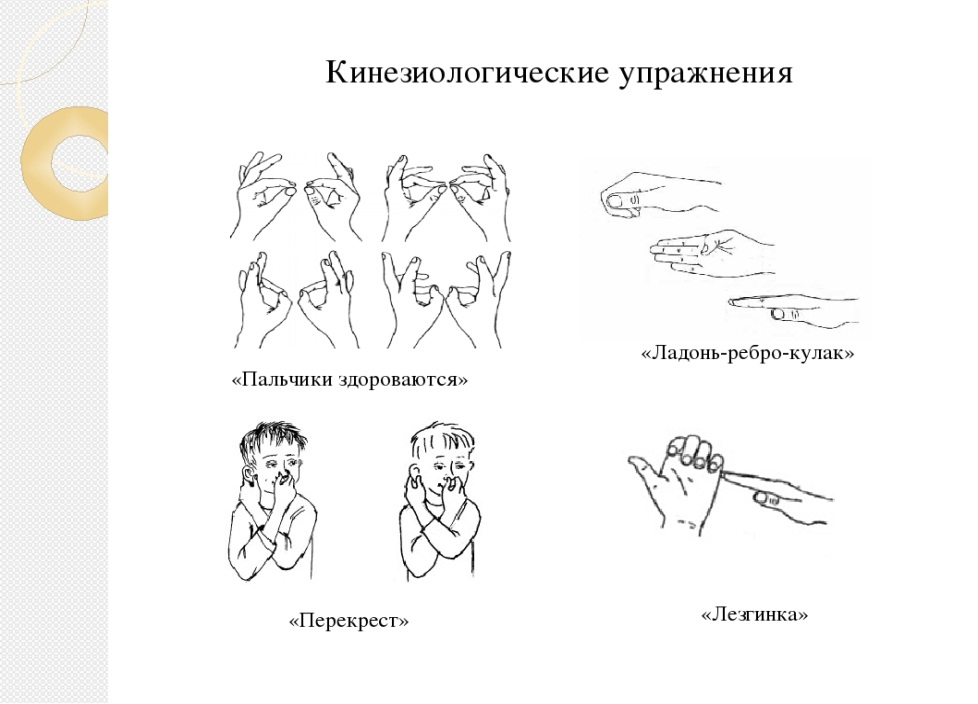 Кинезиологические упражнения
«Пальчики здороваются»
«Ладонь-ребро-кулак»
«Перекрест»
«Лезгинка»